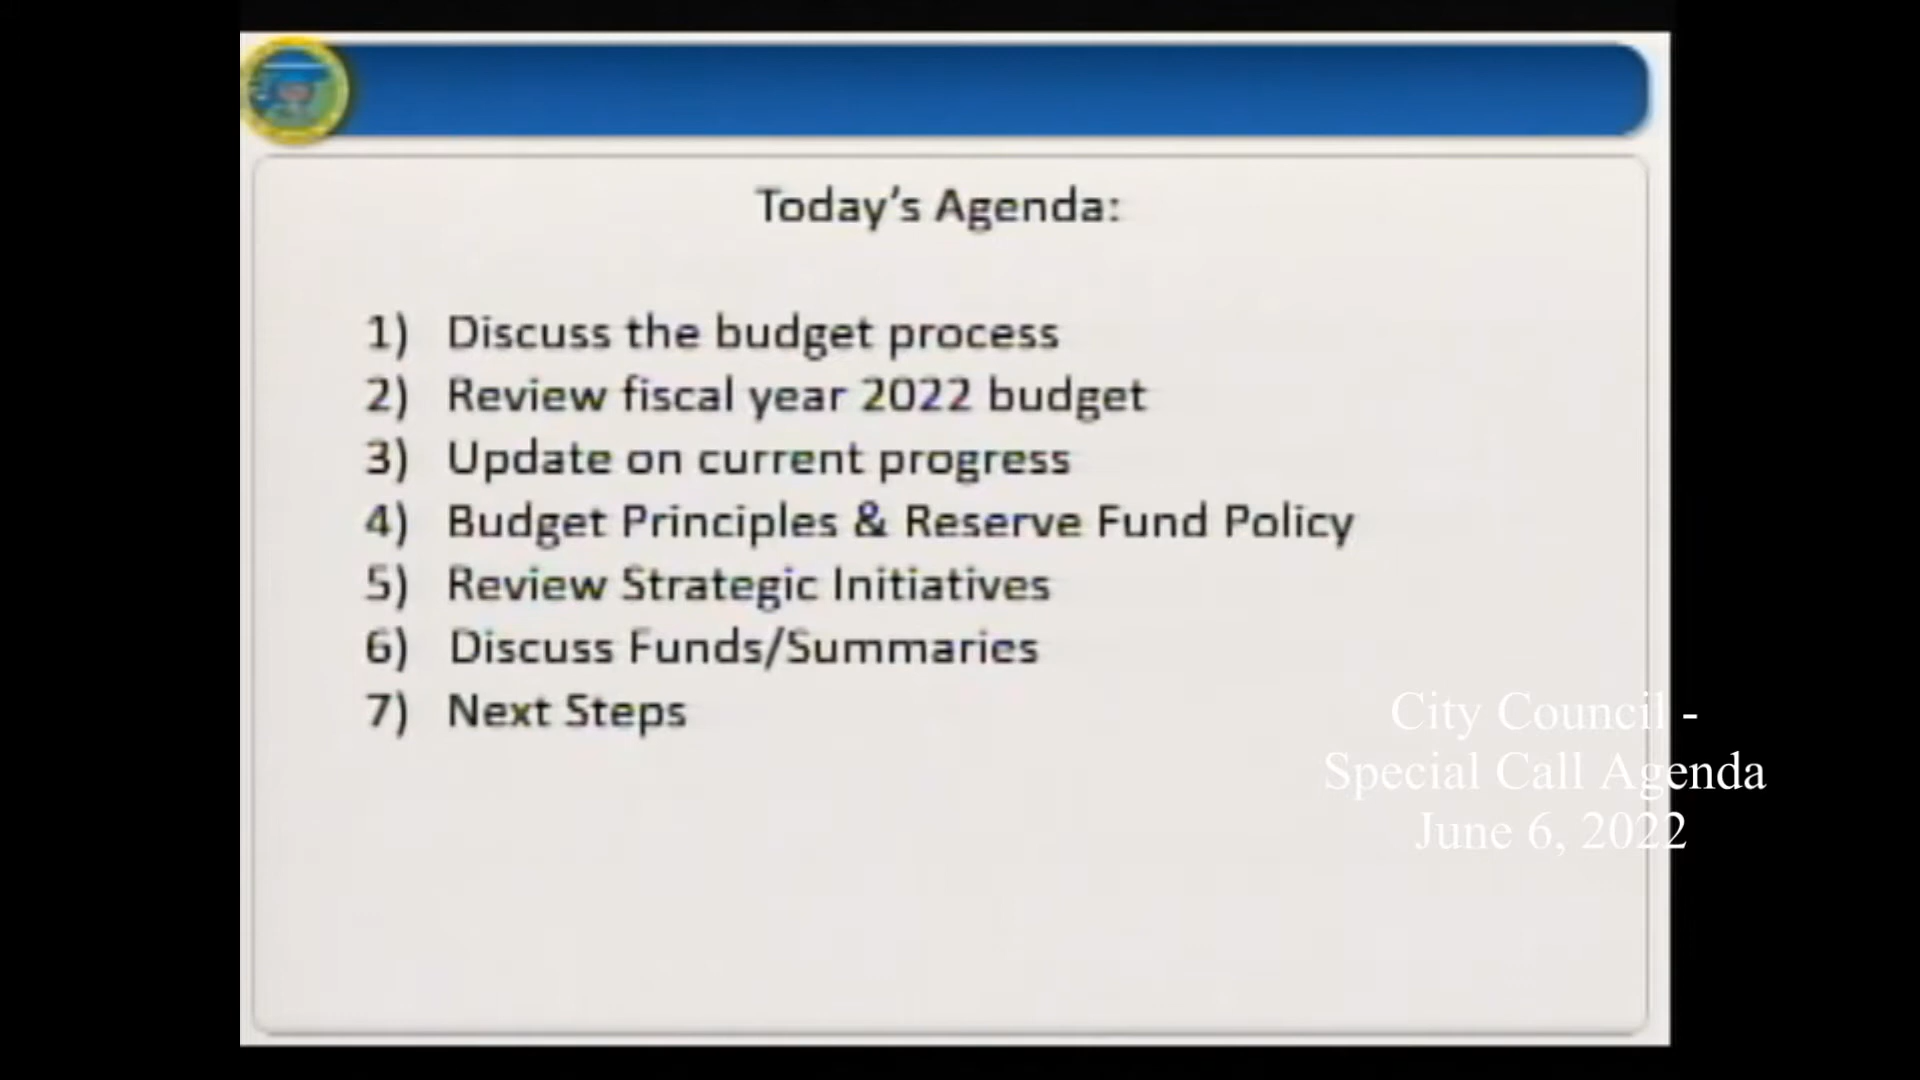 Today's Agenda:
1) Discuss the budget process
2) Review fiscal year 2022 budget
3) Update on current progress
4) Budget Principles & Reserve Fund Policy
5) Review Strategic Initiatives
6) Discuss Funds/Summaries
7) Next Steps
City Council -
Special Call Agenda
June 6, 2022